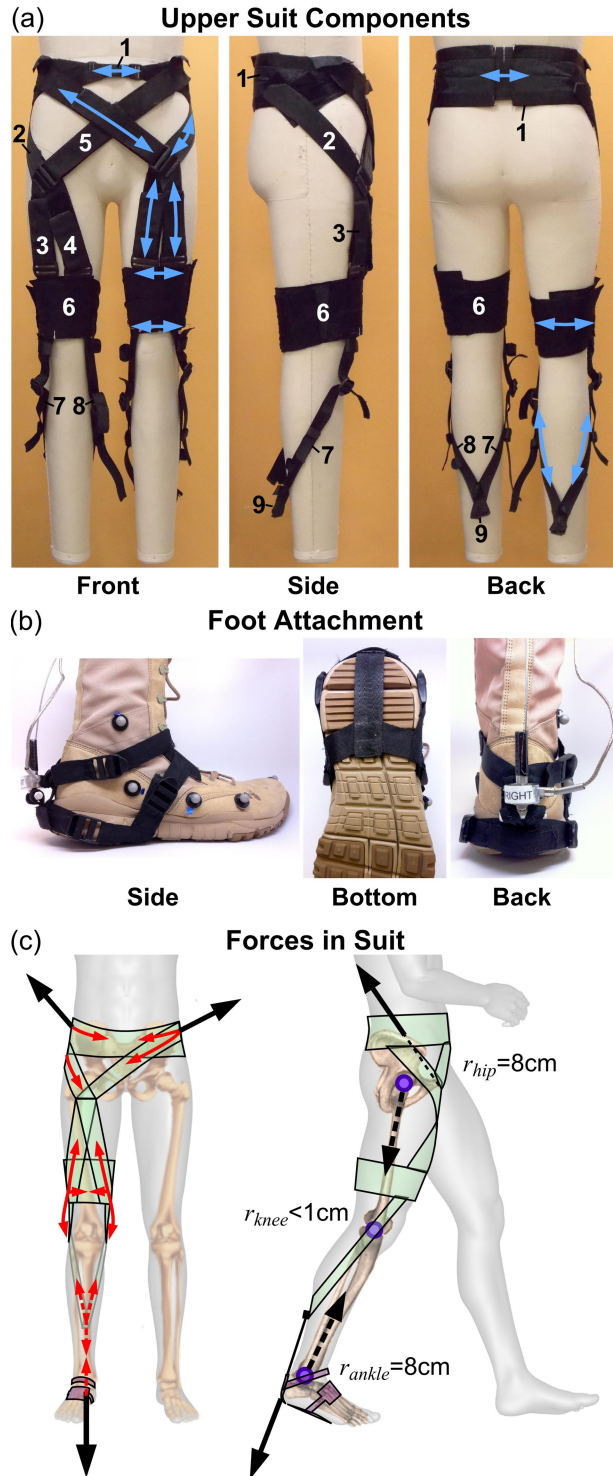 (a) Upper Suit Components
1
2
5
3 4
6
7 8
1
2
3
6
7
9
1
6
8 7
9
Front Side Back
(b) Foot Attachment
RIGHT
Side Bottom Back
(c) Forces in Suit
r_hip=8cm
r_knee<1cm
r_ankle=8cm